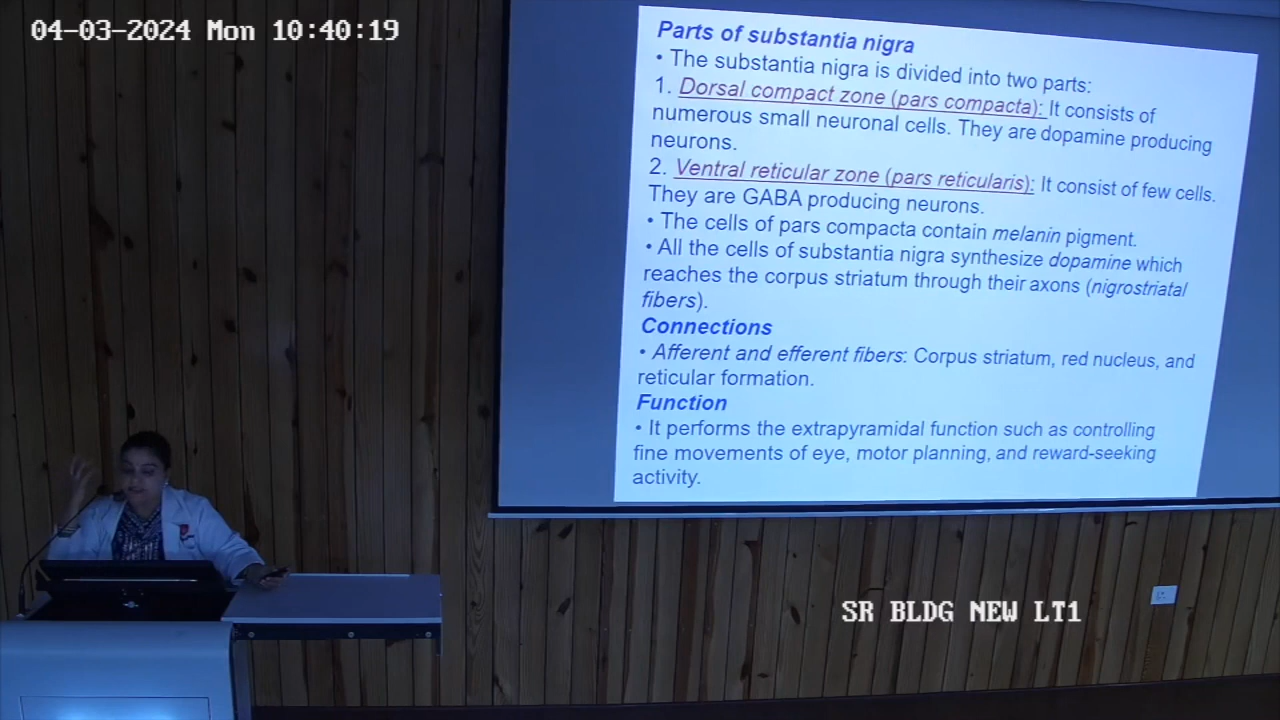 04-03-2024 Mon 10:40:19
Parts of substantia nigra
• The substantia nigra is divided into two parts:
1. Dorsal compact zone (pars compacta): It consists of
numerous small neuronal cells. They are dopamine producing
neurons.
2. Ventral reticular zone (pars reticularis): It consist of few cells.
They are GABA producing neurons.
• The cells of pars compacta contain melanin pigment.
• All the cells of substantia nigra synthesize dopamine which
reaches the corpus striatum through their axons (nigrostriatal
fibers).
Connections
• Afferent and efferent fibers: Corpus striatum, red nucleus, and
reticular formation.
Function
• It performs the extrapyramidal function such as controlling
fine movements of eye, motor planning, and reward-seeking
activity.
SR BLDG NEW LT1